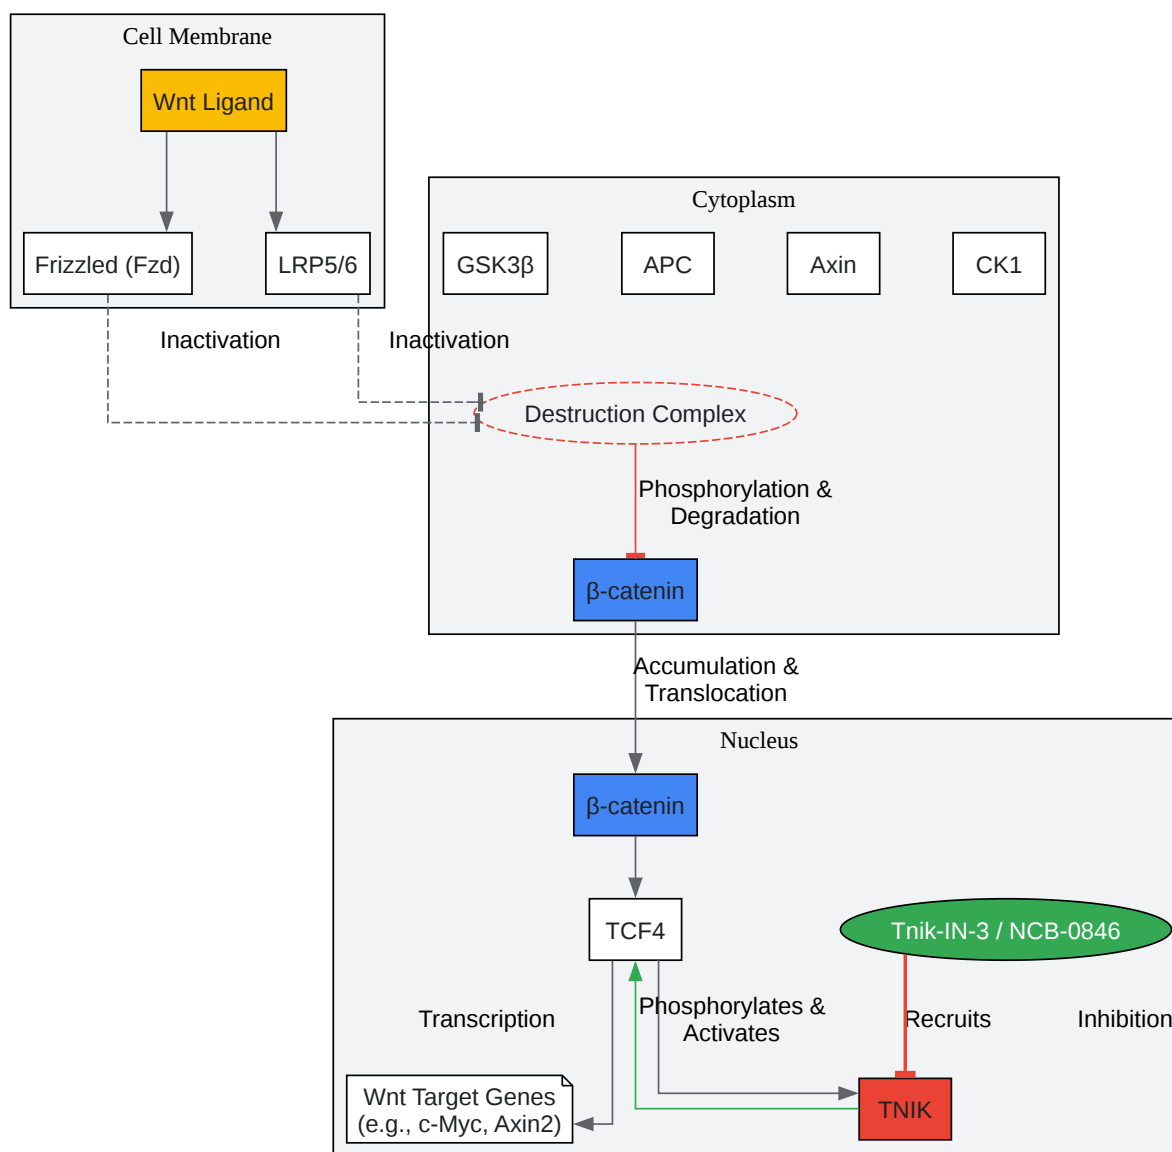 Cell Membrane
Wnt Ligand
Frizzled (Fzd)
LRP5/6
Cytoplasm
GSK3β
APC
Axin
CK1
Inactivation
Inactivation
Destruction Complex
Phosphorylation &
Degradation
β-catenin
Accumulation &
Translocation
Nucleus
β-catenin
TCF4
Tnik-IN-3 / NCB-0846
Transcription
Phosphorylates &
Activates
Recruits
Inhibition
Wnt Target Genes
(e.g., c-Myc, Axin2)
TNIK